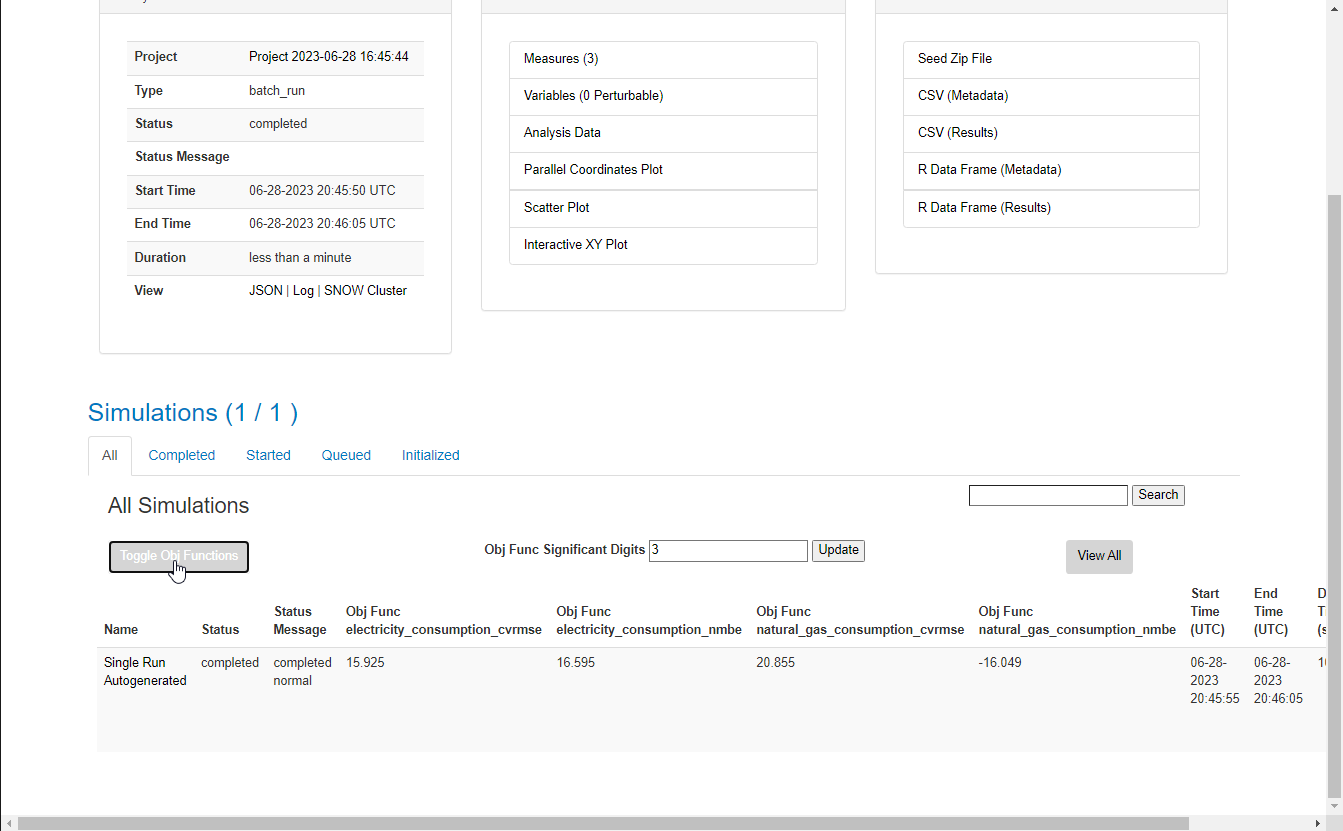 Project Project 2023-06-28 16:45:44
Type batch_run
Status completed
Status Message
Start Time 06-28-2023 20:45:50 UTC
End Time 06-28-2023 20:46:05 UTC
Duration less than a minute
View JSON | Log | SNOW Cluster
Measures (3)
Variables (0 Perturbable)
Analysis Data
Parallel Coordinates Plot
Scatter Plot
Interactive XY Plot
Seed Zip File
CSV (Metadata)
CSV (Results)
R Data Frame (Metadata)
R Data Frame (Results)
Simulations (1 / 1 )
All Completed Started Queued Initialized
All Simulations
Search
Toggle Obj Functions
Obj Func Significant Digits 3 Update
View All
Name
Status
Status
Message
Obj Func
electricity_consumption_cvrmse
Obj Func
electricity_consumption_nmbe
Obj Func
natural_gas_consumption_cvrmse
Obj Func
natural_gas_consumption_nmbe
Start
Time
(UTC)
End
Time
(UTC)
Single Run
Autogenerated
completed
completed
normal
15.925
16.595
20.855
-16.049
06-28-
2023
20:45:55
06-28-
2023
20:46:05